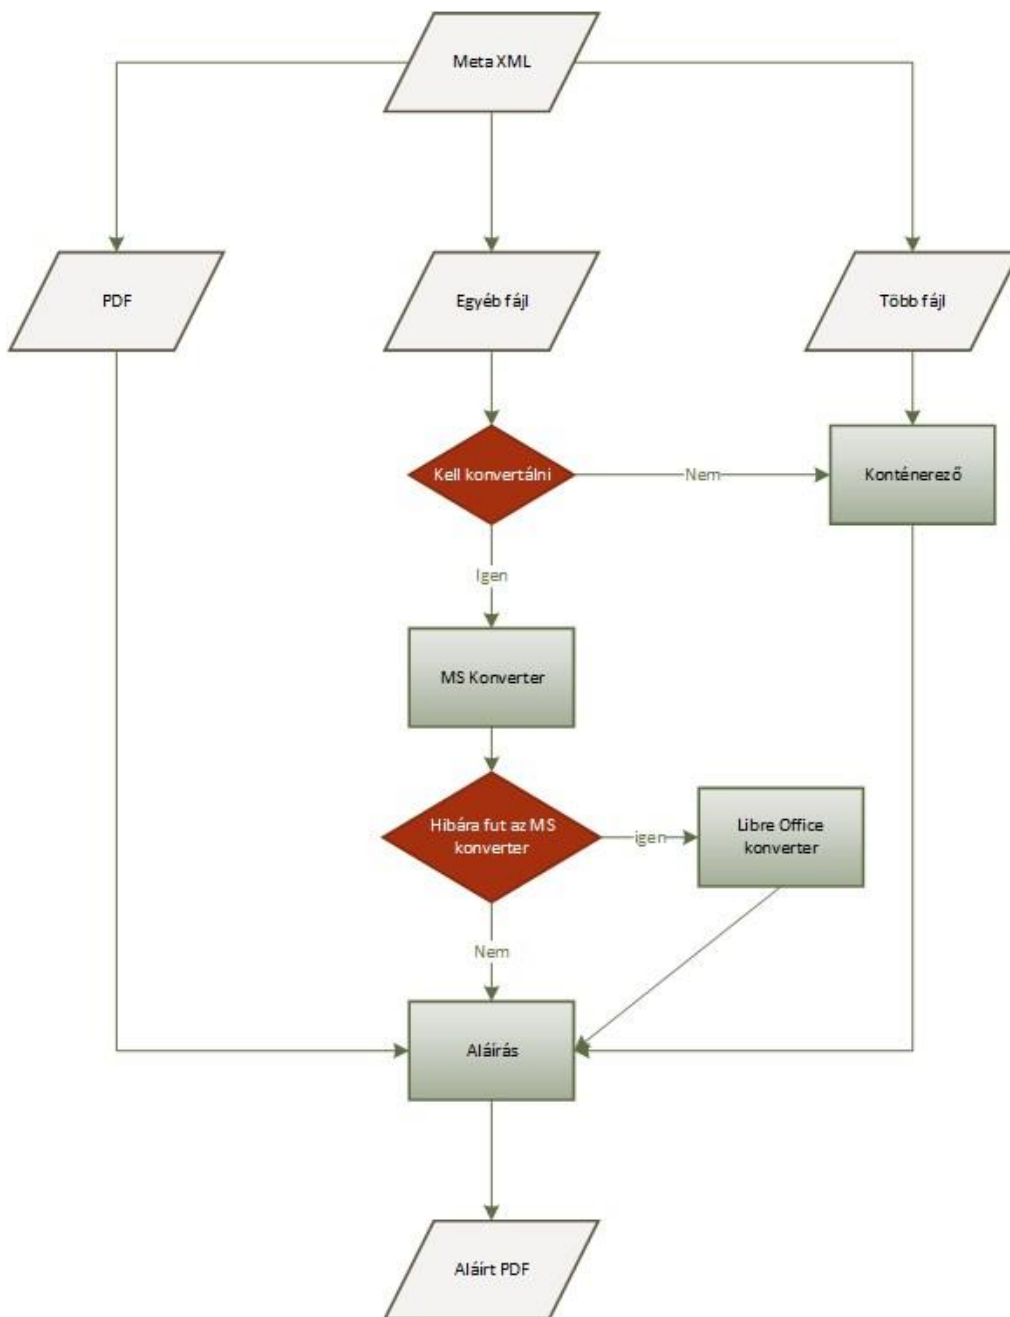 Meta XML
PDF
Egyéb fájl
Több fájl
Kell konvertálni
Nem
Konténerező
Igen
MS Konverter
Hibára fut az MS
konverter
igen
Libre Office
konverter
Nem
Aláírás
Aláírt PDF